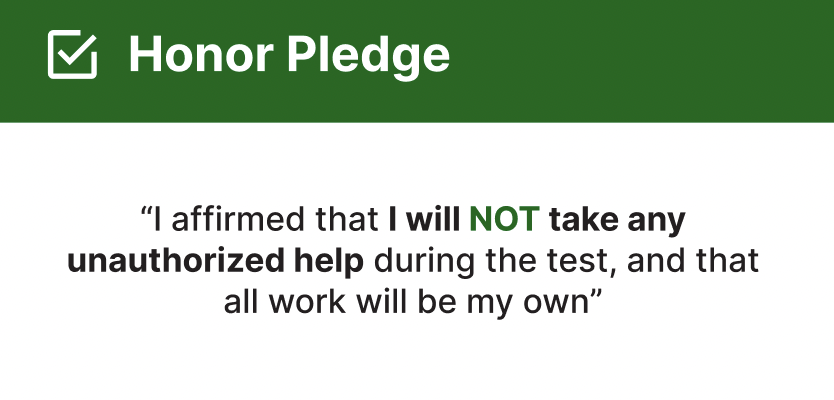 Honor Pledge
“I affirmed that I will NOT take any
unauthorized help during the test, and that
all work will be my own”